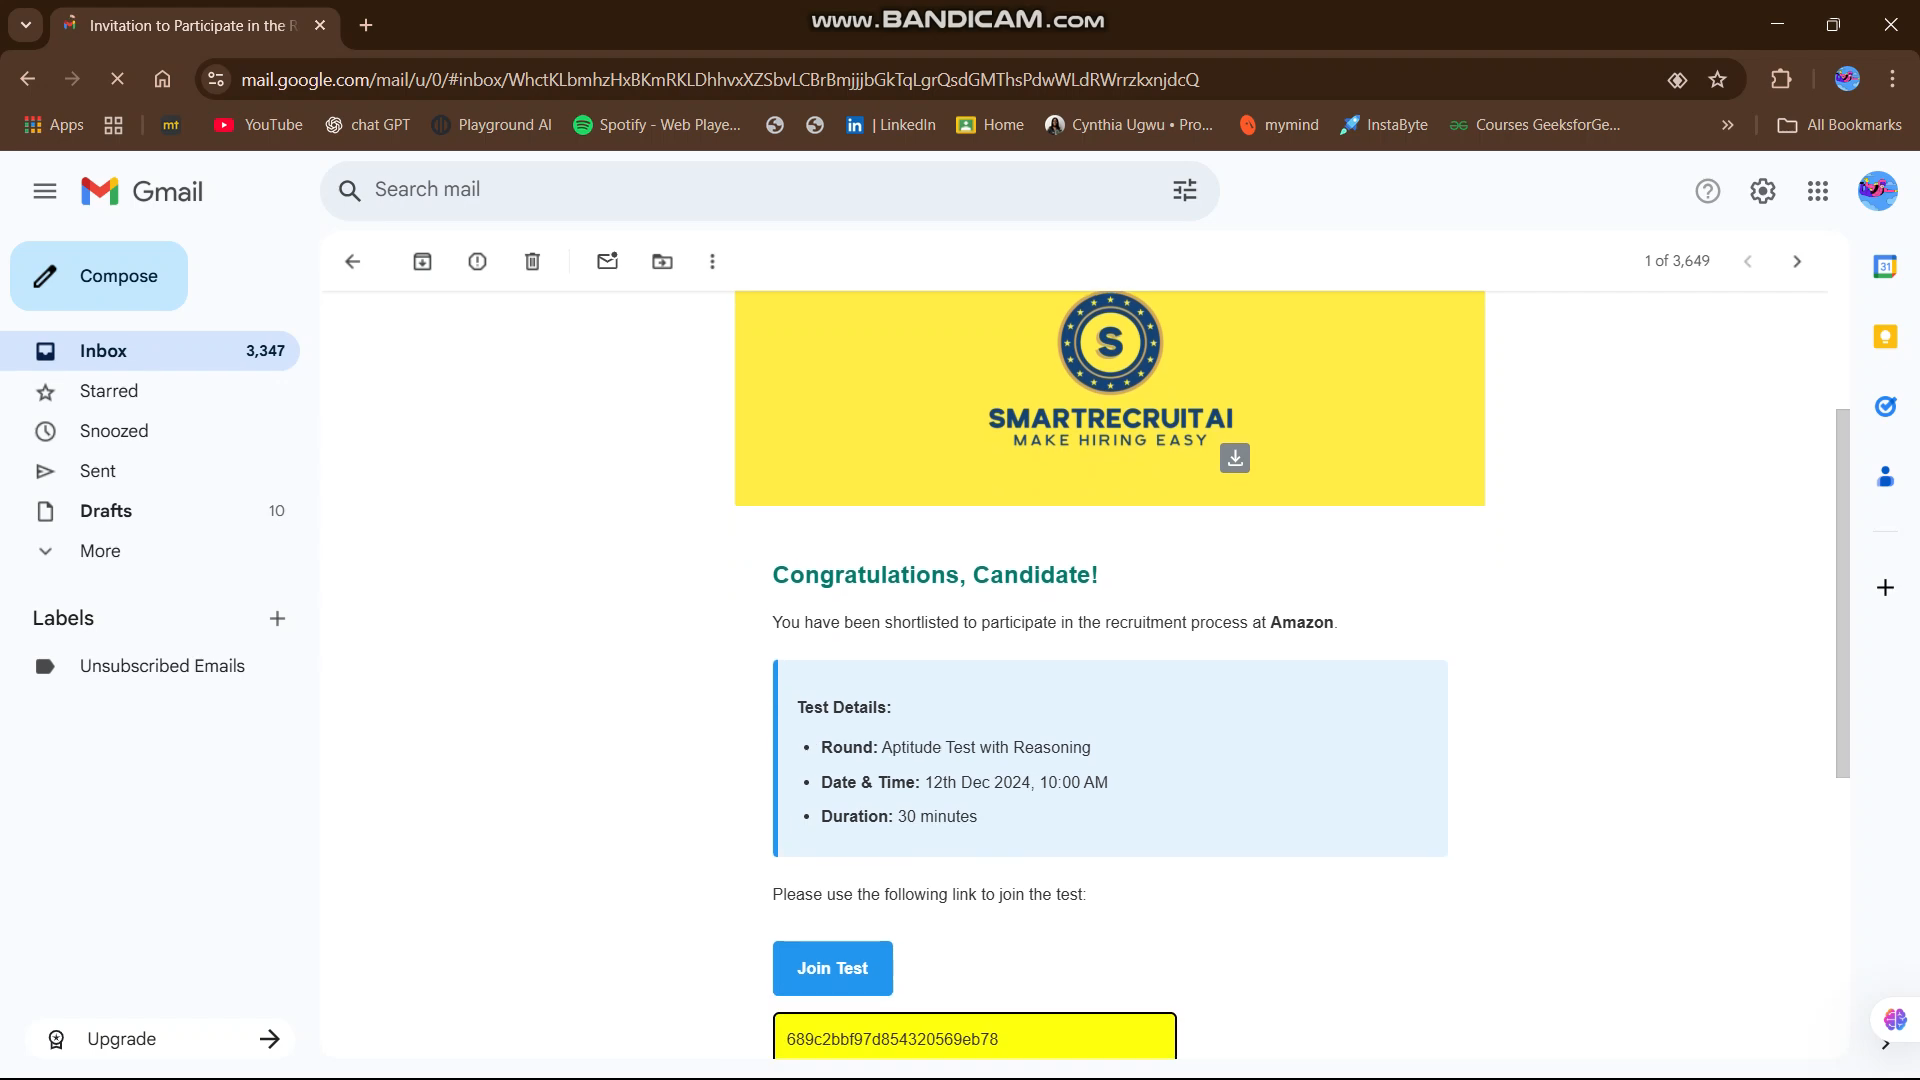 www.BANDICAM.com
Invitation to Participate in the R
mail.google.com/mail/u/0/#inbox/WhctKLbmhzHxBKmRKLDhhvxXZSbvLCBrBmjjjbGkTqLgrQsdGMThsPdwWLdRWrrzkxnjdcQ
Apps
mt
YouTube
chat GPT
Playground AI
Spotify - Web Playe...
in
| LinkedIn
Home
Cynthia Ugwu • Pro...
mymind
InstaByte
Courses GeeksforGe...
All Bookmarks
Gmail
Search mail
Compose
1 of 3,649
31
Inbox 3,347
Starred
Snoozed
Sent
Drafts 10
More
Labels
Unsubscribed Emails
Upgrade
S
SMARTRECRUITAI
MAKE HIRING EASY
Congratulations, Candidate!
You have been shortlisted to participate in the recruitment process at Amazon.
Test Details:
• Round: Aptitude Test with Reasoning
• Date & Time: 12th Dec 2024, 10:00 AM
• Duration: 30 minutes
Please use the following link to join the test:
Join Test
689c2bbf97d854320569eb78